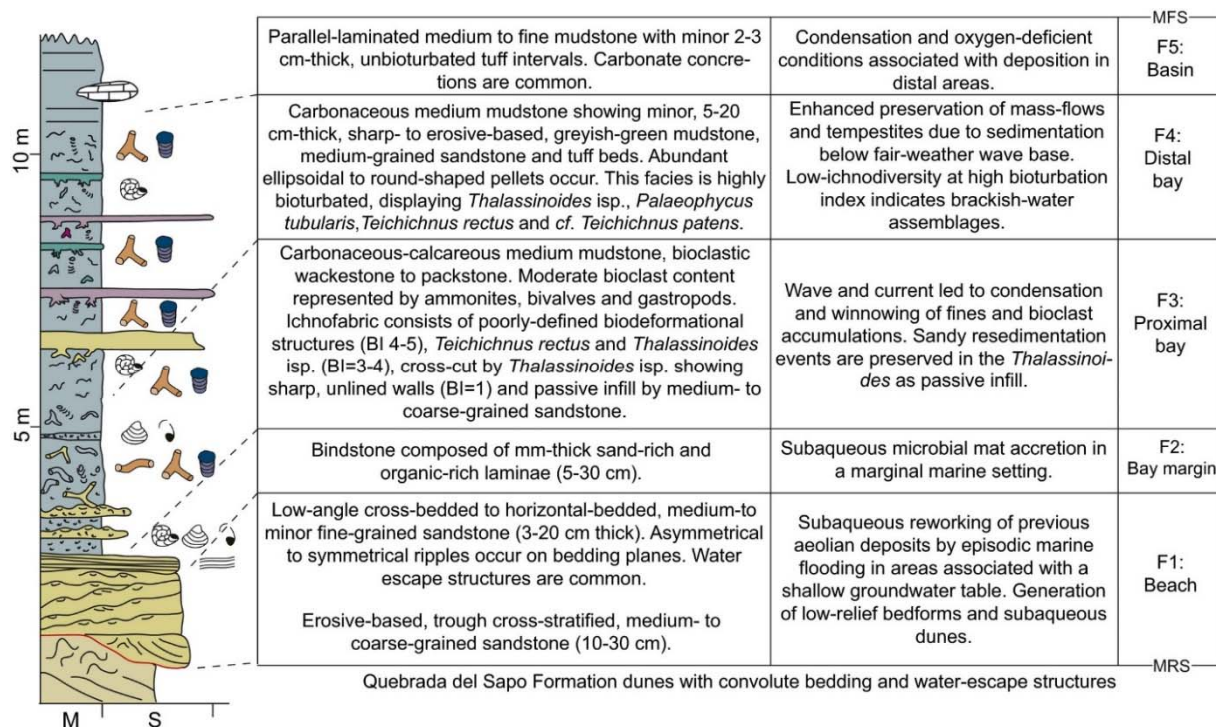 MFS
Parallel-laminated medium to fine mudstone with minor 2-3
cm-thick, unbioturbated tuff intervals. Carbonate concre-
tions are common.
Condensation and oxygen-deficient
conditions associated with deposition in
distal areas.
F5:
Basin
Carbonaceous medium mudstone showing minor, 5-20
cm-thick, sharp- to erosive-based, greyish-green mudstone,
medium-grained sandstone and tuff beds. Abundant
ellipsoidal to round-shaped pellets occur. This facies is highly
bioturbated, displaying Thalassinoides isp., Palaeophycus
tubularis,Teichichnus rectus and cf. Teichichnus patens.
Enhanced preservation of mass-flows
and tempestites due to sedimentation
below fair-weather wave base.
Low-ichnodiversity at high bioturbation
index indicates brackish-water
assemblages.
F4:
Distal
bay
10 m
Carbonaceous-calcareous medium mudstone, bioclastic
wackestone to packstone. Moderate bioclast content
represented by ammonites, bivalves and gastropods.
Ichnofabric consists of poorly-defined biodeformational
structures (BI 4-5), Teichichnus rectus and Thalassinoides
isp. (BI=3-4), cross-cut by Thalassinoides isp. showing
sharp, unlined walls (BI=1) and passive infill by medium- to
coarse-grained sandstone.
Wave and current led to condensation
and winnowing of fines and bioclast
accumulations. Sandy resedimentation
events are preserved in the Thalassinoi-
des as passive infill.
F3:
Proximal
bay
5 m
Bindstone composed of mm-thick sand-rich and
organic-rich laminae (5-30 cm).
Subaqueous microbial mat accretion in
a marginal marine setting.
F2:
Bay margin
Low-angle cross-bedded to horizontal-bedded, medium-to
minor fine-grained sandstone (3-20 cm thick). Asymmetrical
to symmetrical ripples occur on bedding planes. Water
escape structures are common.
Erosive-based, trough cross-stratified, medium- to
coarse-grained sandstone (10-30 cm).
Subaqueous reworking of previous
aeolian deposits by episodic marine
flooding in areas associated with a
shallow groundwater table. Generation
of low-relief bedforms and subaqueous
dunes.
F1:
Beach
MRS
Quebrada del Sapo Formation dunes with convolute bedding and water-escape structures
M S